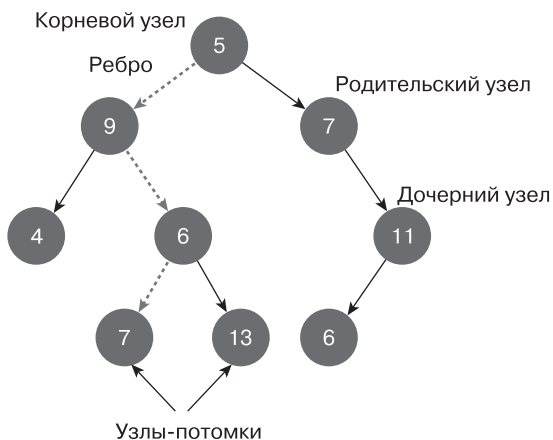 Корневой узел
5
Ребро
Родительский узел
9
7
Дочерний узел
4
6
11
7
13
6
Узлы-потомки